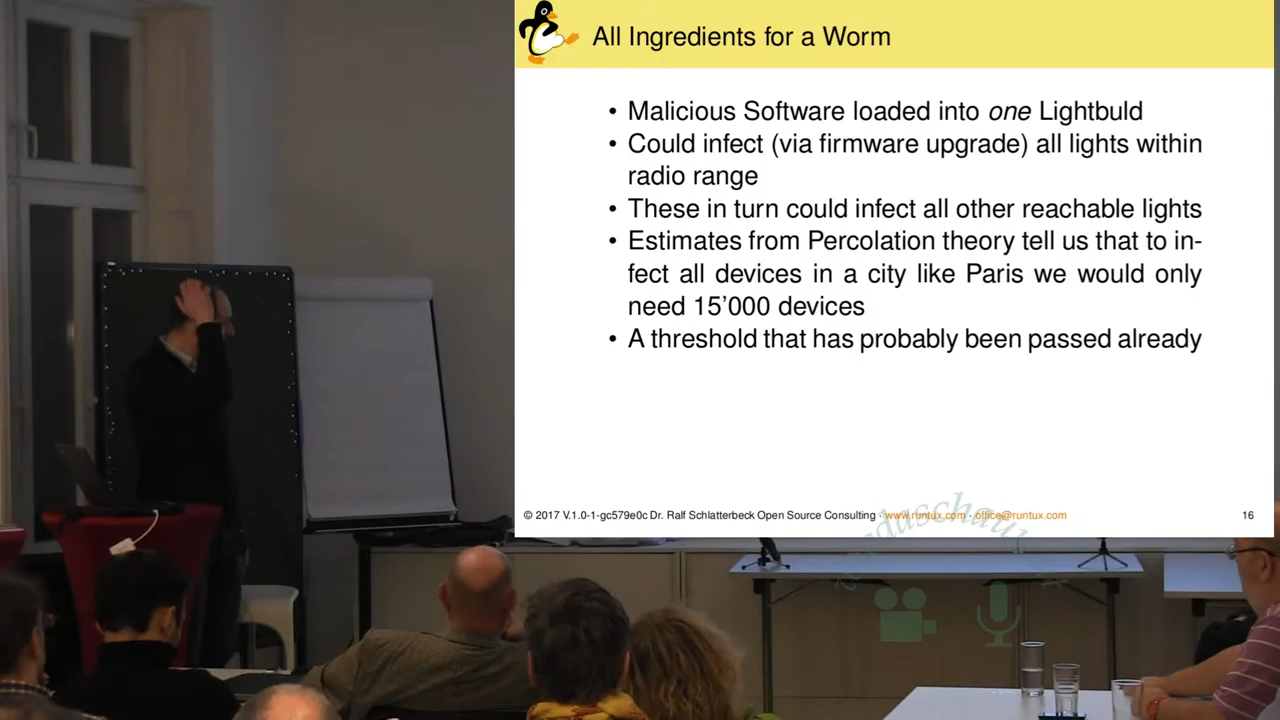 All Ingredients for a Worm
• Malicious Software loaded into one Lightbuld
• Could infect (via firmware upgrade) all lights within
radio range
• These in turn could infect all other reachable lights
• Estimates from Percolation theory tell us that to in-
fect all devices in a city like Paris we would only
need 15'000 devices
• A threshold that has probably been passed already
© 2017 V.1.0-1-gc579e0c Dr. Ralf Schlatterbeck Open Source Consulting · www.runtux.com · office@runtux.com
16